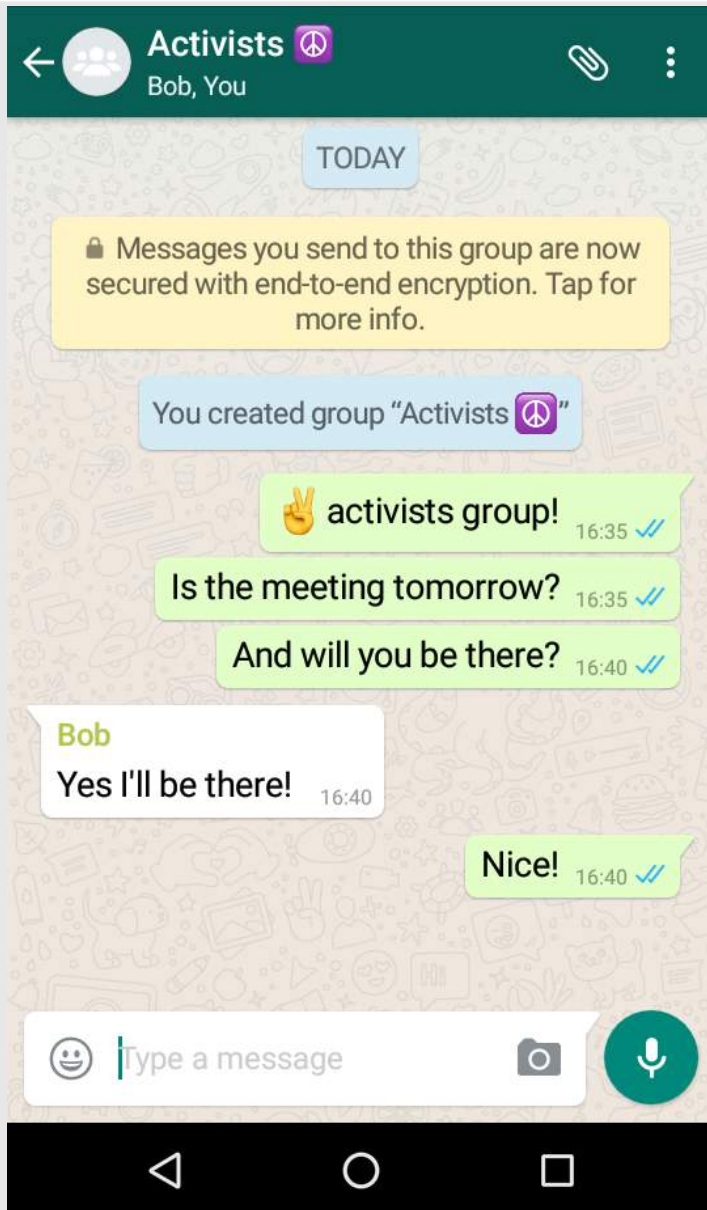 Activists ☮
Bob, You
TODAY
🔒 Messages you send to this group are now
secured with end-to-end encryption. Tap for
more info.
You created group “Activists ☮”
✌ activists group! 16:35
Is the meeting tomorrow? 16:35
And will you be there? 16:40
Bob
Yes I'll be there! 16:40
Nice! 16:40
Type a message